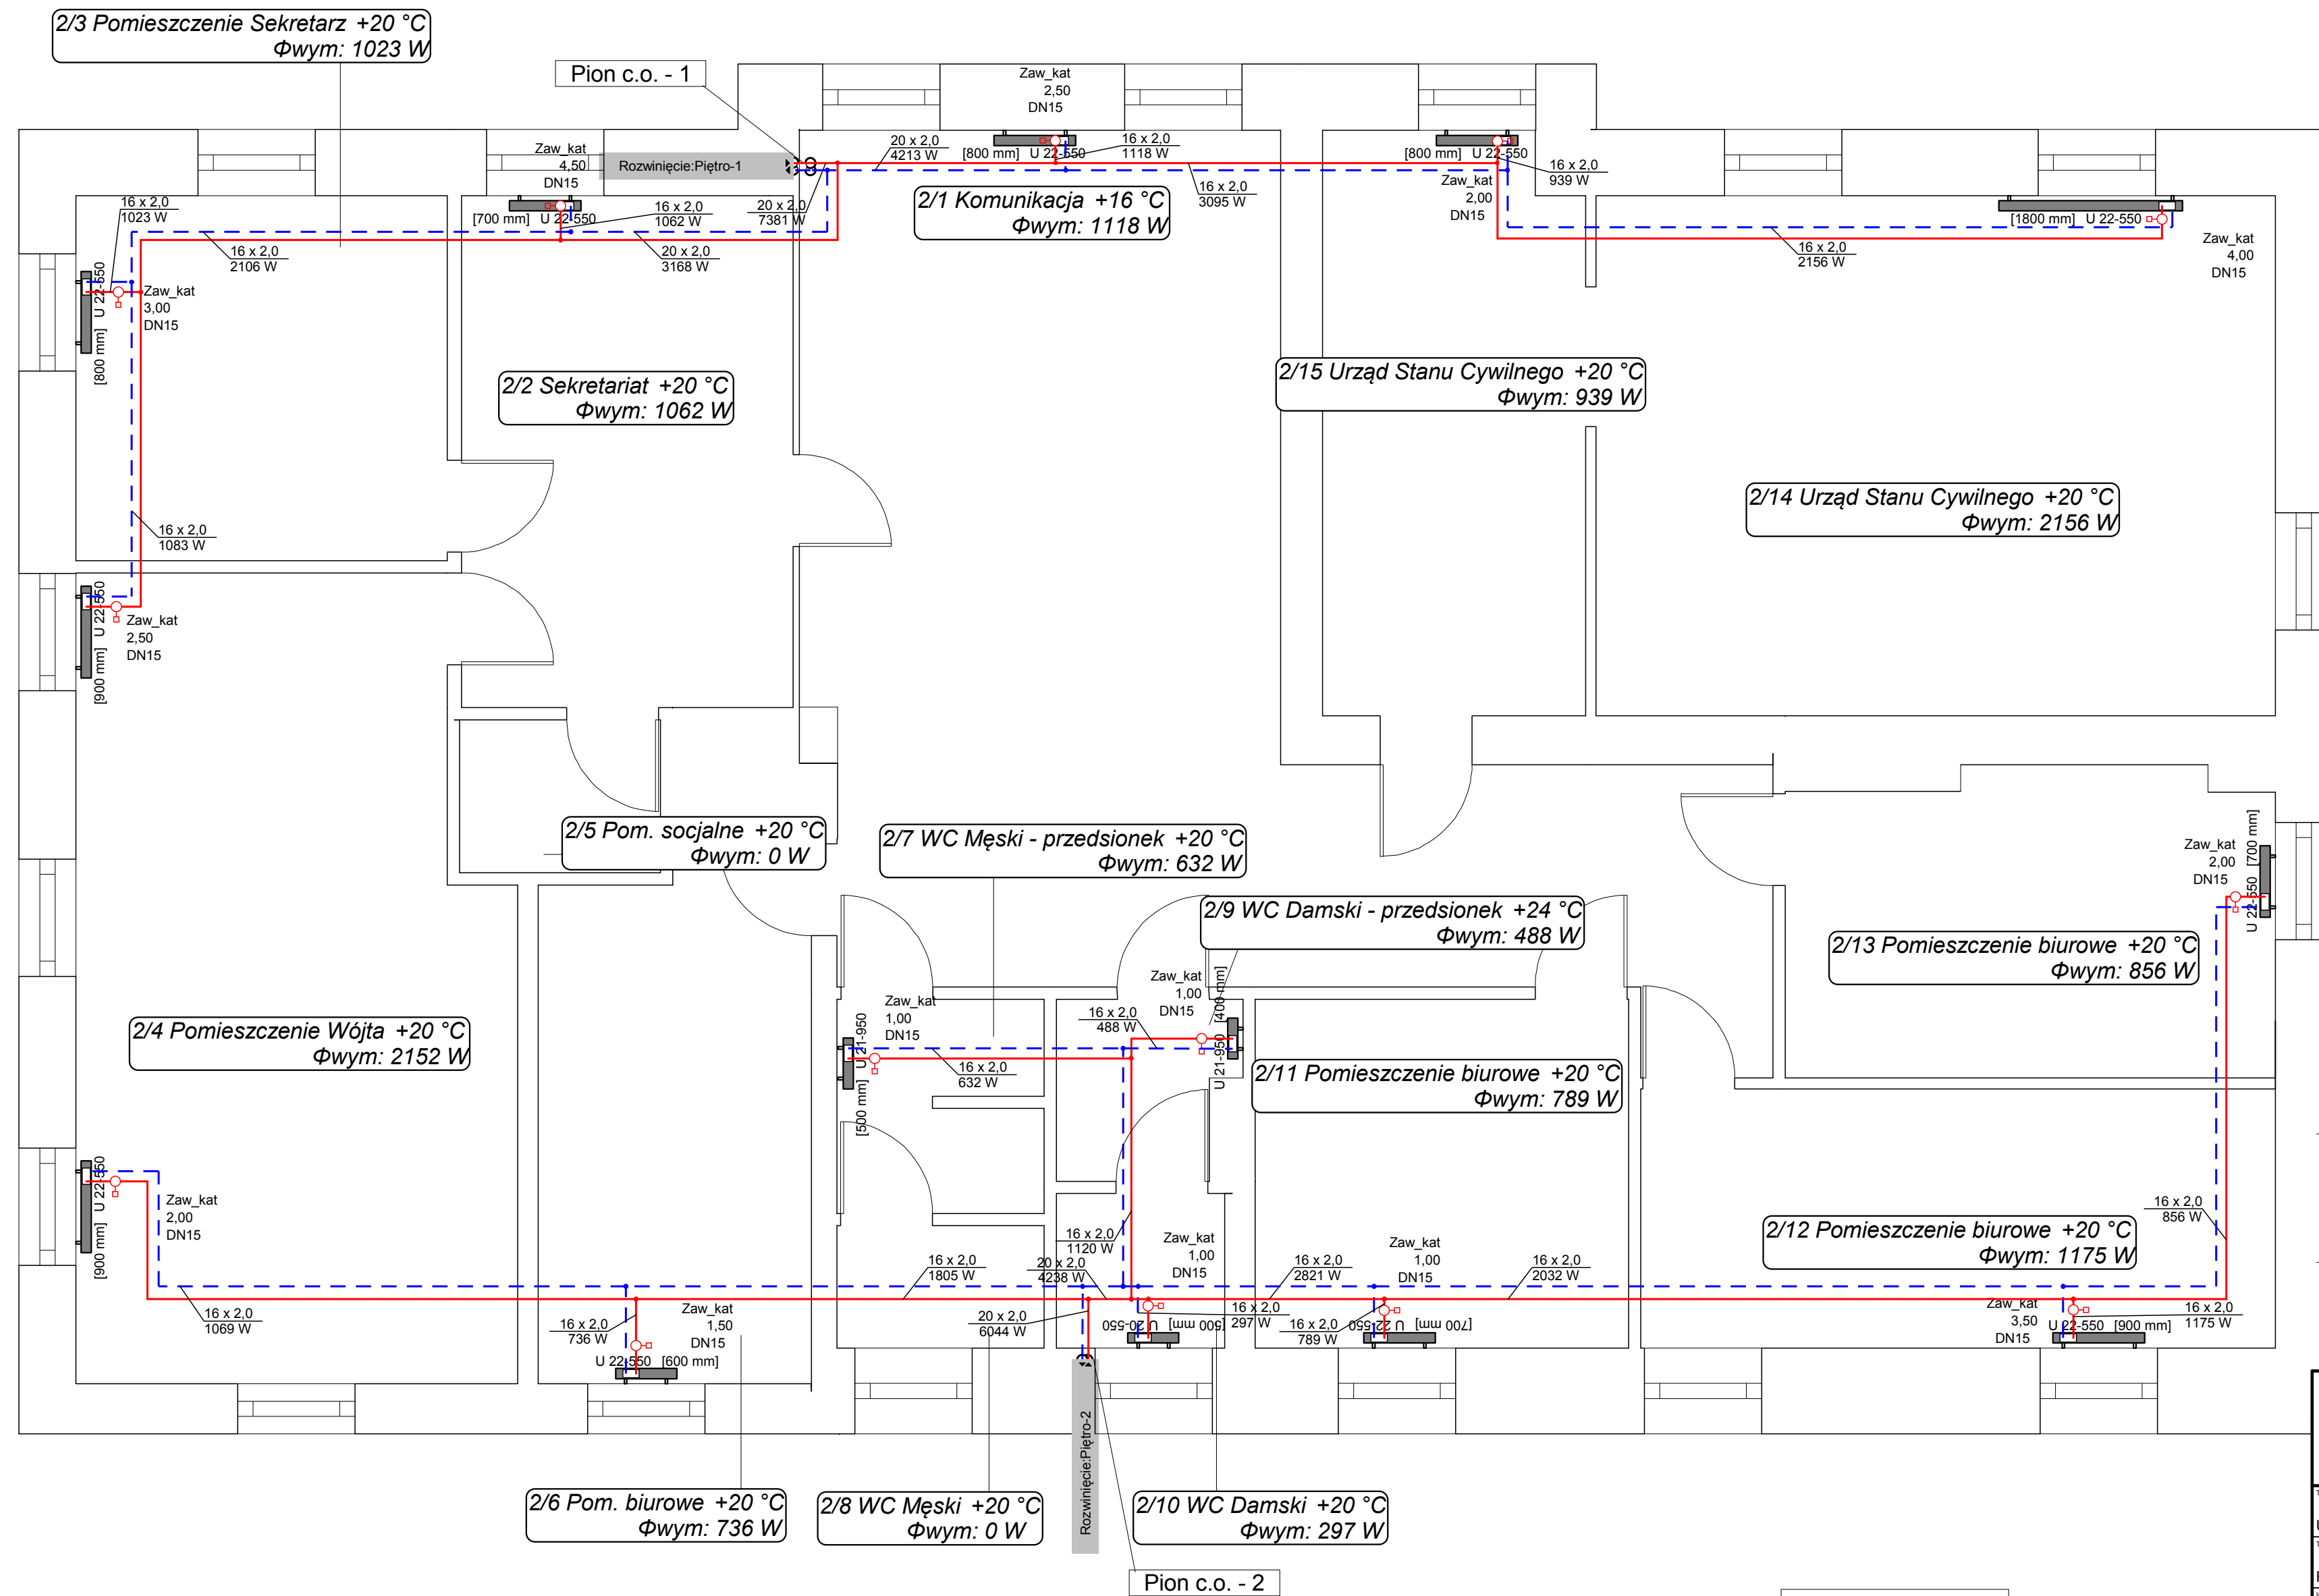 2/3 Pomieszczenie Sekretarz +20 °C
Φwym: 1023 W
Pion c.o. - 1
Zaw_kat
2,50
DN15
Zaw_kat
4,50
DN15
Rozwinięcie:Piętro-1
20 x 2,0
4213 W
[800 mm] U 22-550
16 x 2,0
1118 W
[800 mm] U 22-550
16 x 2,0
939 W
16 x 2,0
1023 W
[700 mm] U 22-550
16 x 2,0
1062 W
20 x 2,0
7381 W
2/1 Komunikacja +16 °C
Φwym: 1118 W
16 x 2,0
3095 W
Zaw_kat
2,00
DN15
[1800 mm] U 22-550
16 x 2,0
2106 W
20 x 2,0
3168 W
16 x 2,0
2156 W
Zaw_kat
4,00
DN15
[800 mm] U 22-550
Zaw_kat
3,00
DN15
2/2 Sekretariat +20 °C
Φwym: 1062 W
2/15 Urząd Stanu Cywilnego +20 °C
Φwym: 939 W
2/14 Urząd Stanu Cywilnego +20 °C
Φwym: 2156 W
16 x 2,0
1083 W
[900 mm] U 22-550
Zaw_kat
2,50
DN15
2/5 Pom. socjalne +20 °C
Φwym: 0 W
2/7 WC Męski - przedsionek +20 °C
Φwym: 632 W
Zaw_kat
2,00
DN15
U 22-550 [700 mm]
2/9 WC Damski - przedsionek +24 °C
Φwym: 488 W
2/13 Pomieszczenie biurowe +20 °C
Φwym: 856 W
Zaw_kat
1,00
DN15
U 21-950 [400 mm]
Zaw_kat
1,00
DN15
[500 mm] U 21-950
16 x 2,0
488 W
2/4 Pomieszczenie Wójta +20 °C
Φwym: 2152 W
16 x 2,0
632 W
2/11 Pomieszczenie biurowe +20 °C
Φwym: 789 W
[900 mm] U 22-550
Zaw_kat
2,00
DN15
16 x 2,0
856 W
2/12 Pomieszczenie biurowe +20 °C
Φwym: 1175 W
16 x 2,0
1120 W
Zaw_kat
1,00
DN15
Zaw_kat
1,00
DN15
16 x 2,0
1805 W
20 x 2,0
4238 W
16 x 2,0
2821 W
16 x 2,0
2032 W
16 x 2,0
1069 W
16 x 2,0
736 W
Zaw_kat
1,50
DN15
20 x 2,0
6044 W
U 20-550 [500 mm]
16 x 2,0
297 W
16 x 2,0
789 W
U 22-550 [700 mm]
Zaw_kat
3,50
DN15
U 22-550 [900 mm]
16 x 2,0
1175 W
U 22-550 [600 mm]
Rozwinięcie:Piętro-2
2/6 Pom. biurowe +20 °C
Φwym: 736 W
2/8 WC Męski +20 °C
Φwym: 0 W
2/10 WC Damski +20 °C
Φwym: 297 W
Pion c.o. - 2